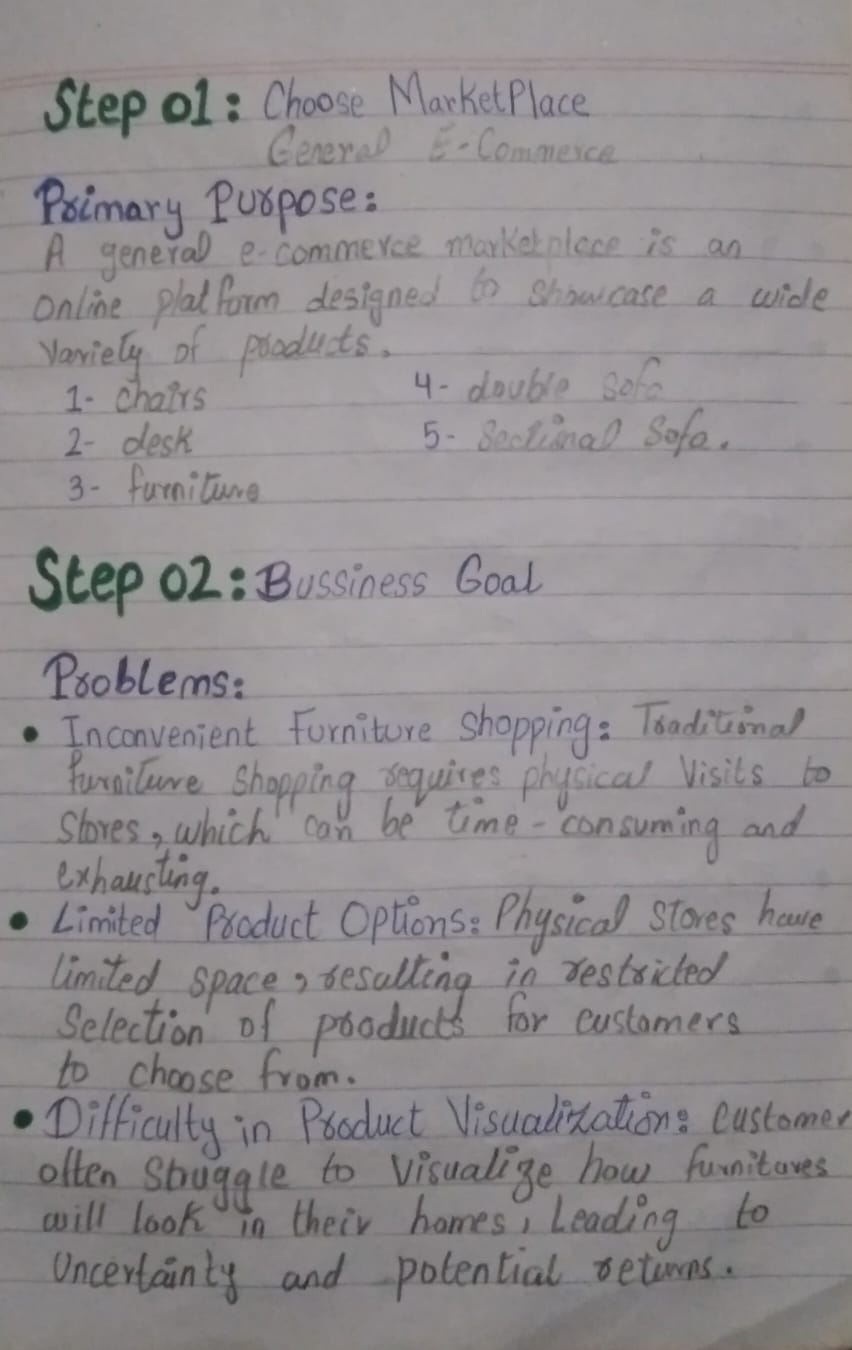 Step 01: Choose MarketPlace
General E-Commerce
Primary Purpose:
A general e-commerce marketplace is an
online platform designed to showcase a wide
Variety of products.
1- chairs 4- double sofa
2- desk 5- Sectional Sofa.
3- furniture
Step 02: Bussiness Goal
Problems:
• Inconvenient Furniture Shopping: Traditional
furniture shopping requires physical Visits to
Stores, which can be time-consuming and
exhausting.
• Limited Product Options: Physical stores have
limited space, resulting in restricted
Selection of products for customers
to choose from.
• Difficulty in Product Visualization: customer
often Struggle to Visualize how furnitures
will look in their homes, Leading to
Uncertainty and potential returns.